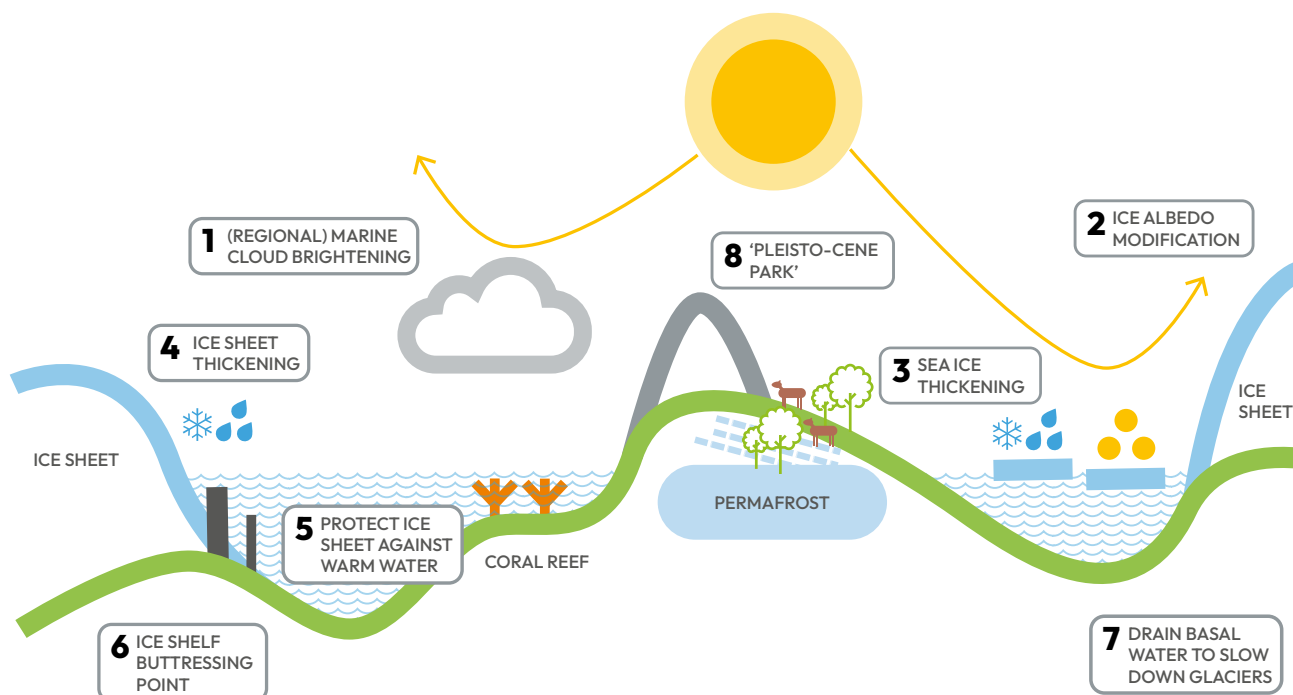 1 (REGIONAL) MARINE
CLOUD BRIGHTENING
2 ICE ALBEDO
MODIFICATION
8 'PLEISTO-CENE
PARK'
4 ICE SHEET
THICKENING
3 SEA ICE
THICKENING
ICE
SHEET
ICE SHEET
PERMAFROST
5 PROTECT ICE
SHEET AGAINST
WARM WATER
CORAL REEF
6 ICE SHELF
BUTTRESSING
POINT
7 DRAIN BASAL
WATER TO SLOW
DOWN GLACIERS